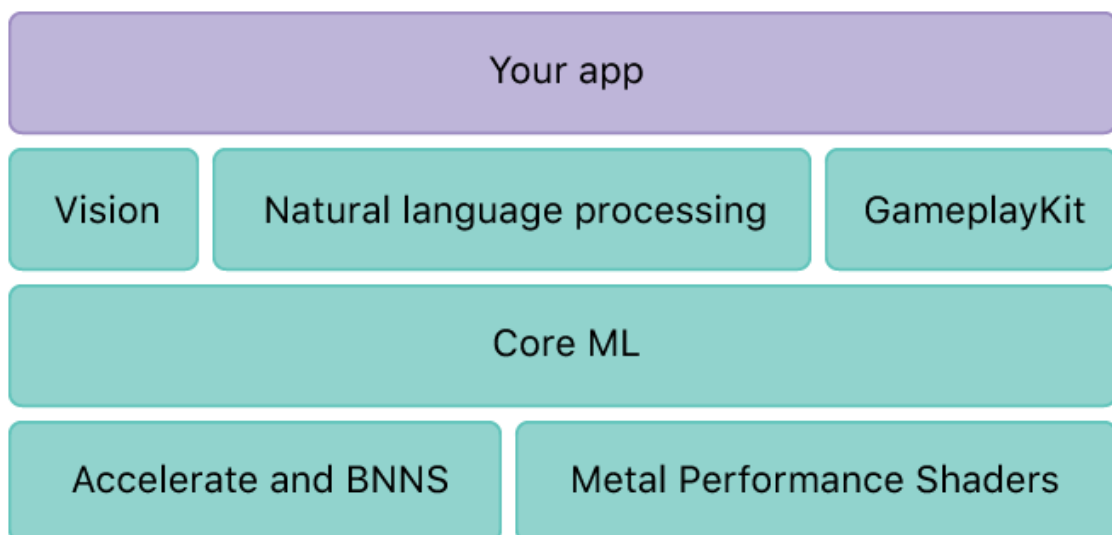 Your app
Vision
Natural language processing
GameplayKit
Core ML
Accelerate and BNNS
Metal Performance Shaders